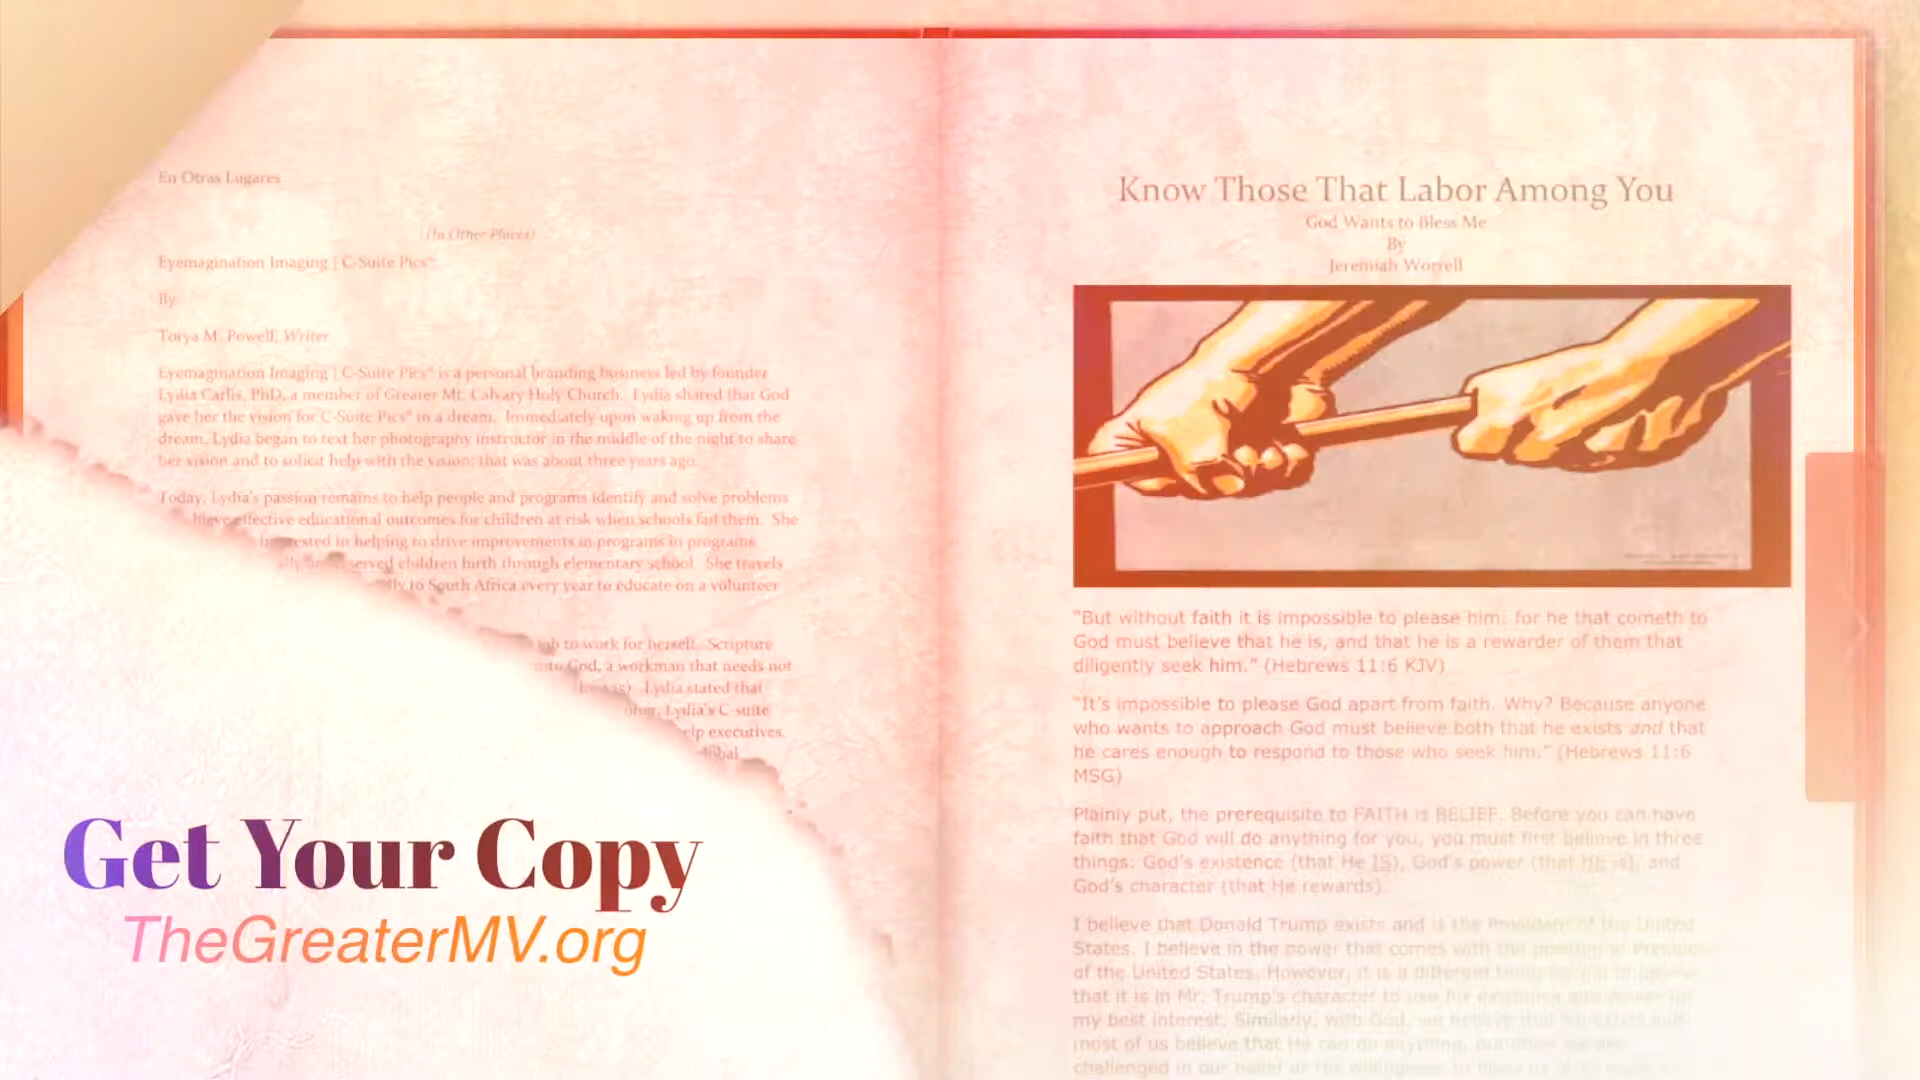 En Otras Lugares
(In Other Places)
Eyemagination Imaging | C-Suite Pics®
By
Torya M. Powell, Writer
Eyemagination Imaging | C-Suite Pics® is a personal branding business led by founder
Lydia Carlis, PhD, a member of Greater Mt. Calvary Holy Church. Lydia shared that God
gave her the vision for C-Suite Pics® in a dream. Immediately upon waking up from the
dream, Lydia began to text her photography instructor in the middle of the night to share
her vision and to solicit help with the vision; that was about three years ago.
Today, Lydia's passion remains to help people and programs identify and solve problems
effective educational outcomes for children at risk when schools fail them. She
in helping to drive improvements in programs in programs
children birth through elementary school. She travels
to South Africa every year to educate on a volunteer
to work for herself. Scripture
God, a workman that needs not
Lydia stated that
Lydia's C-suite
executives.
Know Those That Labor Among You
God Wants to Bless Me
By
Jeremiah Worrell
"But without faith it is impossible to please him: for he that cometh to
God must believe that he is, and that he is a rewarder of them that
diligently seek him." (Hebrews 11:6 KJV)
"It's impossible to please God apart from faith. Why? Because anyone
who wants to approach God must believe both that he exists and that
he cares enough to respond to those who seek him." (Hebrews 11:6
MSG)
Plainly put, the prerequisite to FAITH is BELIEF. Before you can have
faith that God will do anything for you, you must first believe in three
things: God's existence (that He IS), God's power (that HE is), and
God's character (that He rewards).
I believe that Donald Trump exists and is the President of the United
States. I believe in the power that comes with the position of
of the United States. However, it is a different thing
that it is in Mr. Trump's character to use his existence and power for
my best interest. Similarly, with God, we believe that
most of us believe that He can do anything.
challenged in our belief
Get Your Copy
TheGreaterMV.org